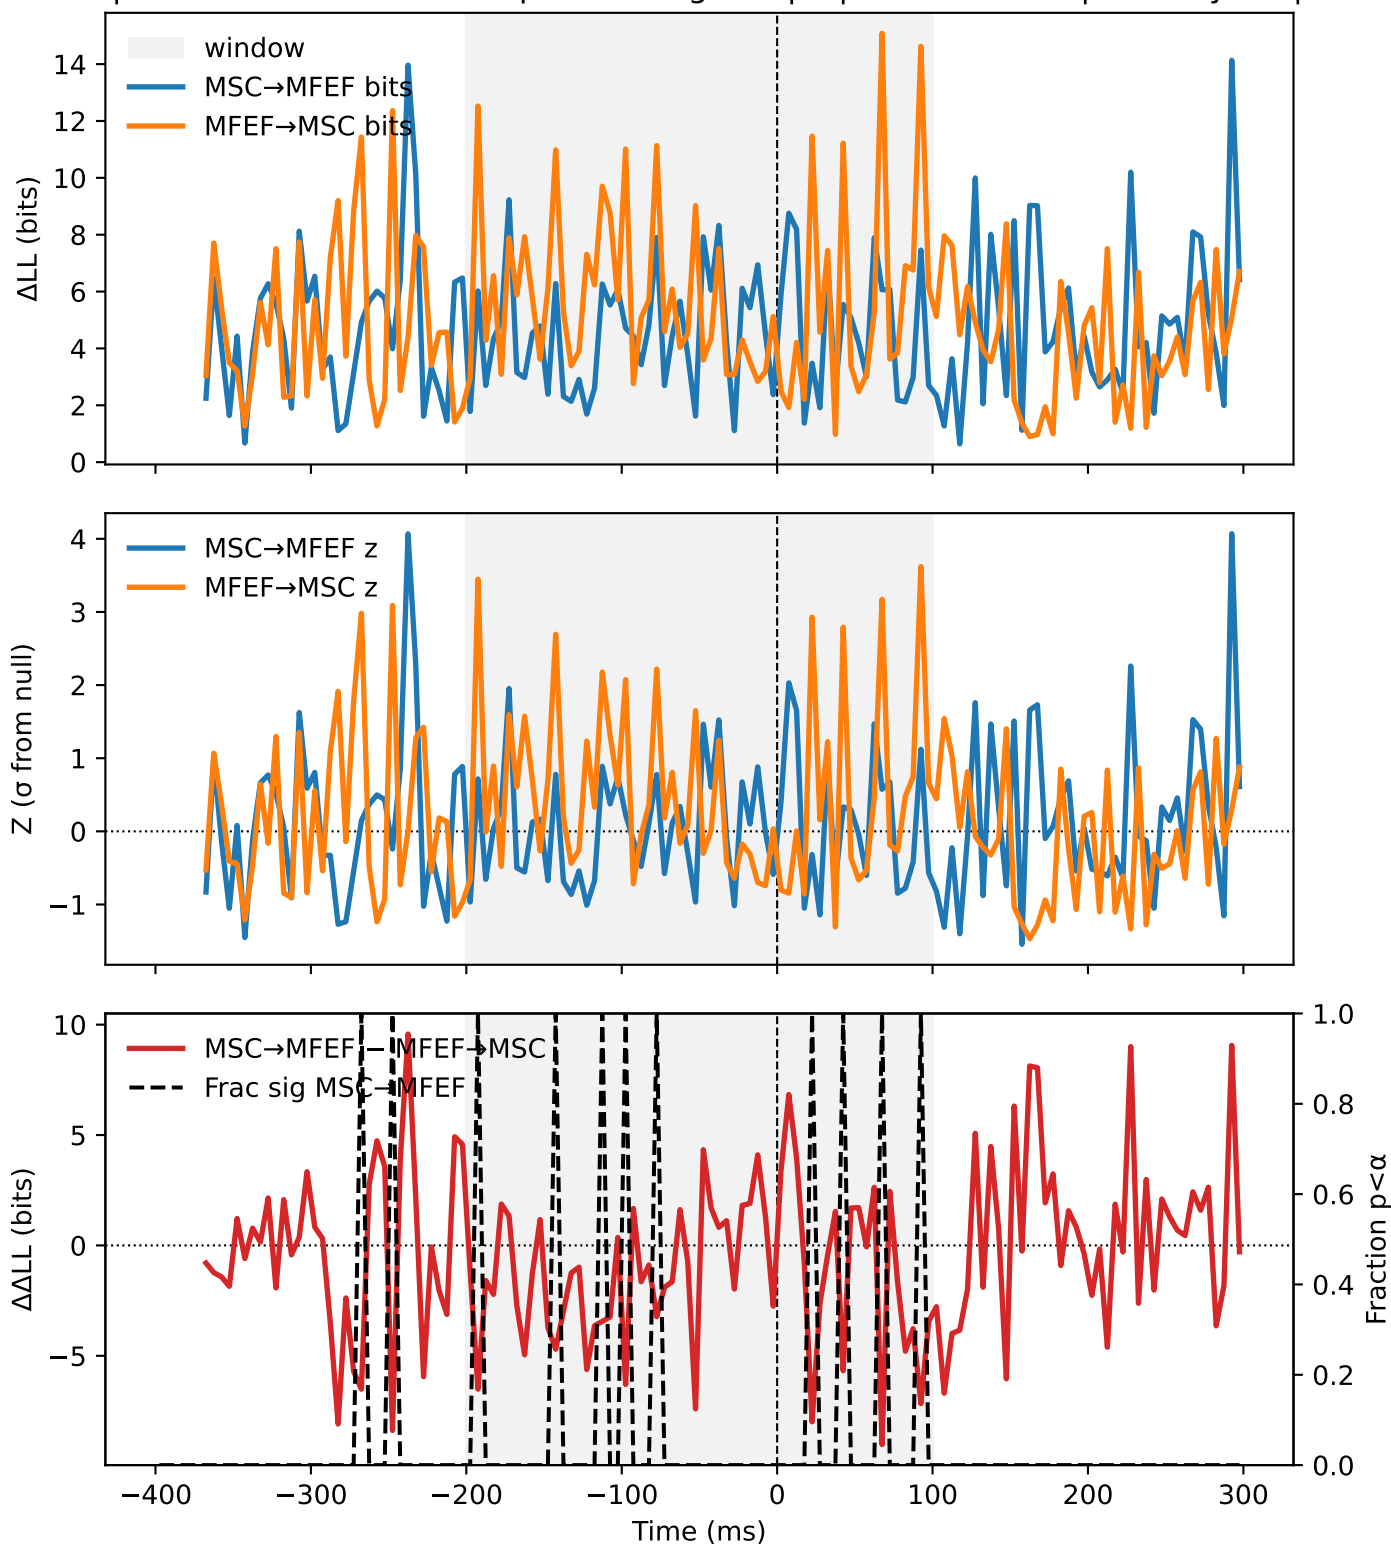 window
MSC→MFEF bits
MFEF→MSC bits
14
12
10
8
6
4
2
0
ΔLL (bits)
MSC→MFEF z
MFEF→MSC z
4
3
2
1
0
−1
Z (σ from null)
MSC→MFEF − MFEF→MSC
Frac sig MSC→MFEF
10
5
0
−5
ΔΔLL (bits)
1.0
0.8
0.6
0.4
0.2
0.0
Fraction p<α
−400 −300 −200 −100 0 100 200 300
Time (ms)